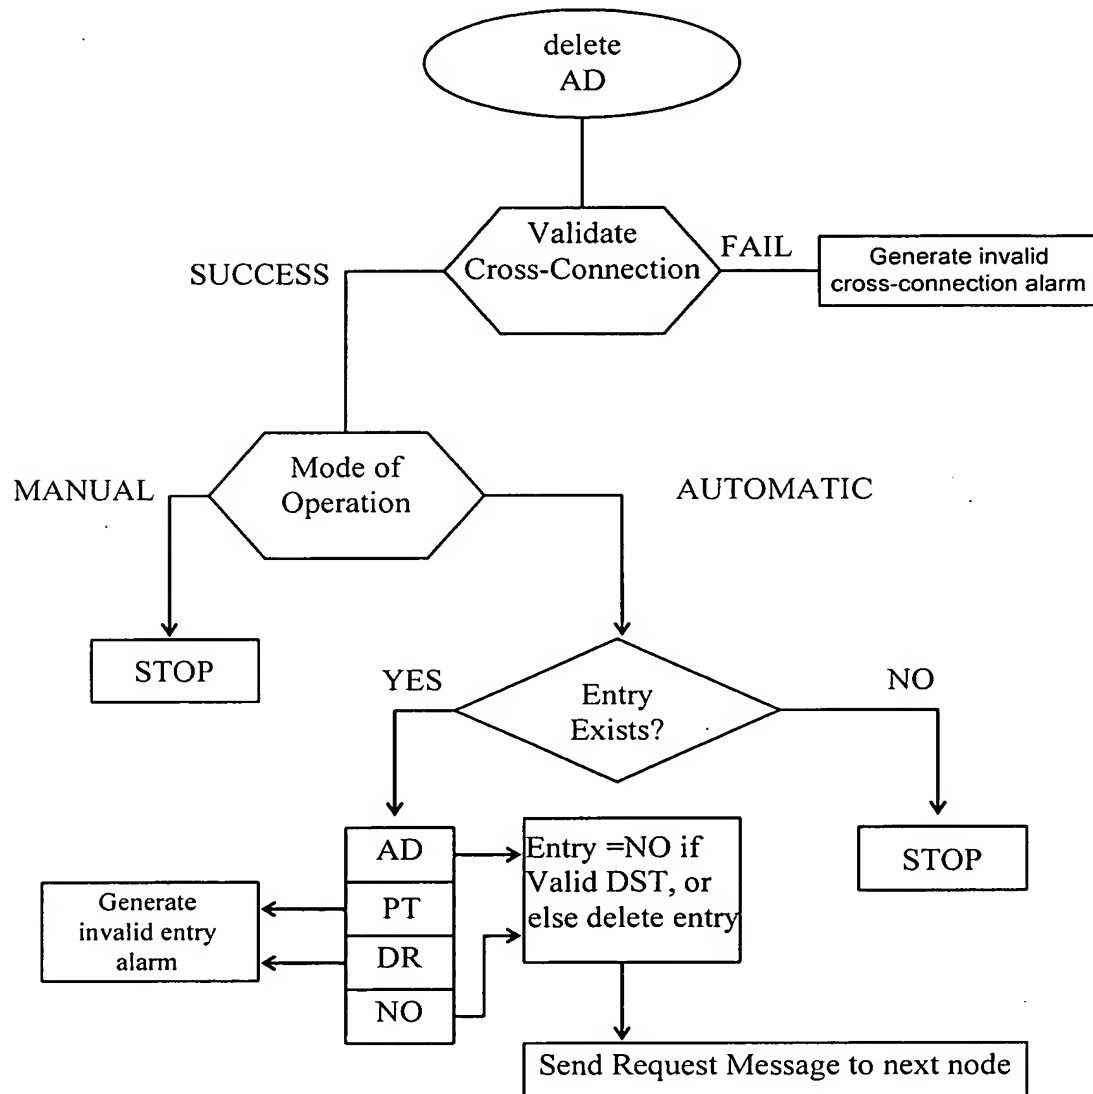 delete
AD
Validate
Cross-Connection
FAIL
Generate invalid
cross-connection alarm
SUCCESS
Mode of
Operation
MANUAL
AUTOMATIC
STOP
Entry
Exists?
YES
NO
STOP
AD
PT
DR
NO
Entry =NO if
Valid DST, or
else delete entry
Generate
invalid entry
alarm
Send Request Message to next node